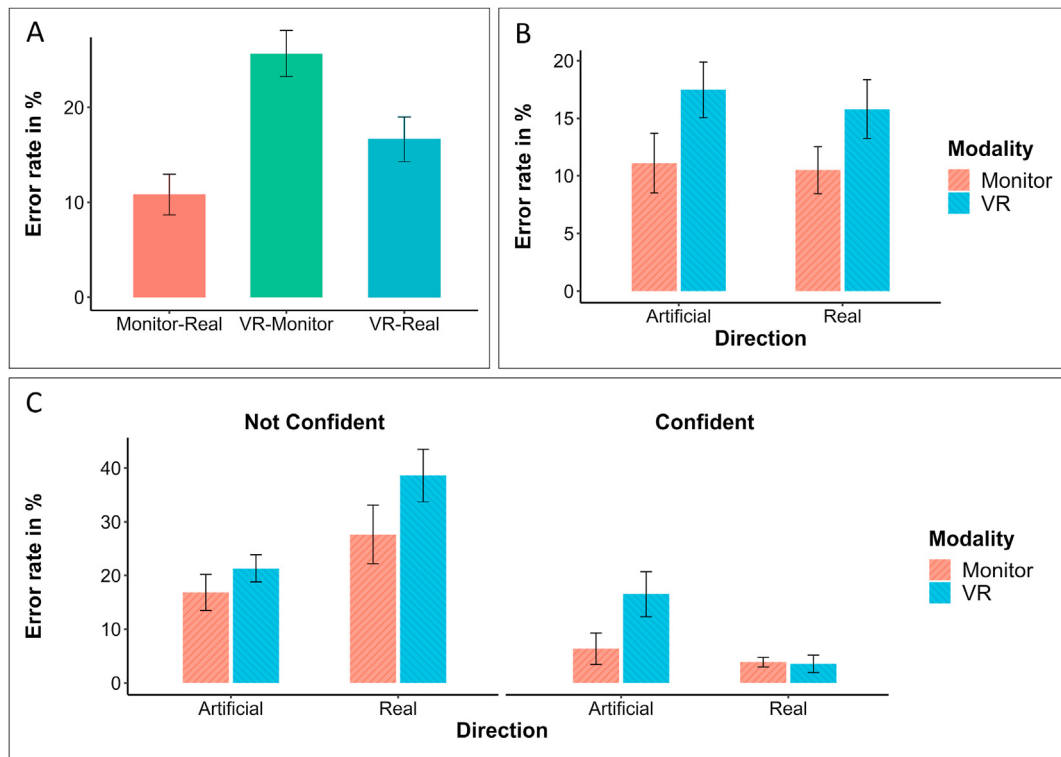 A
Error rate in %
20
10
0
Monitor-Real VR-Monitor VR-Real
B
Error rate in %
20
15
10
5
0
Artificial Real
Direction
Modality
Monitor
VR
C
Not Confident Confident
Error rate in %
40
30
20
10
0
Artificial Real Artificial Real
Direction
Modality
Monitor
VR